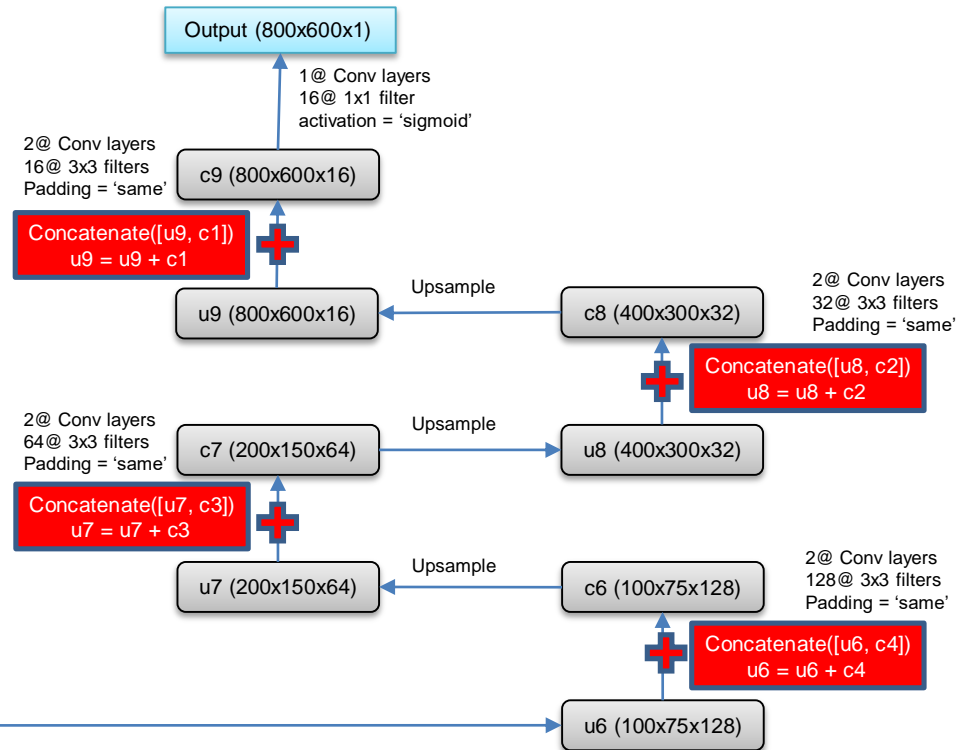 Output (800x600x1)
1@ Conv layers
16@ 1x1 filter
activation = ‘sigmoid’
2@ Conv layers
16@ 3x3 filters
Padding = ‘same’
c9 (800x600x16)
Concatenate([u9, c1])
u9 = u9 + c1
u9 (800x600x16)
Upsample
c8 (400x300x32)
2@ Conv layers
32@ 3x3 filters
Padding = ‘same’
Concatenate([u8, c2])
u8 = u8 + c2
2@ Conv layers
64@ 3x3 filters
Padding = ‘same’
c7 (200x150x64)
Upsample
u8 (400x300x32)
Concatenate([u7, c3])
u7 = u7 + c3
u7 (200x150x64)
Upsample
c6 (100x75x128)
2@ Conv layers
128@ 3x3 filters
Padding = ‘same’
Concatenate([u6, c4])
u6 = u6 + c4
u6 (100x75x128)